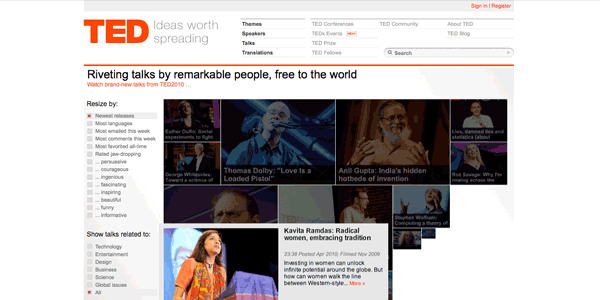 Sign in | Register
TED Ideas worth spreading
Themes
Speakers
Talks
Translations
TED Conferences
TEDx Events NEW!
TED Prize
TED Fellows
TED Community
About TED
TED Blog
Search
Riveting talks by remarkable people, free to the world
Watch brand-new talks from TED2010 ...
Resize by:
Newest releases
Most languages
Most emailed this week
Most comments this week
Most favorited all-time
Rated jaw-dropping
... persuasive
... courageous
... ingenious
... fascinating
... inspiring
... beautiful
... funny
... informative
Show talks related to:
Technology
Entertainment
Design
Business
Science
Global issues
All
Esther Duflo: Social
experiments to fight
Thomas Dolby: "Love Is a
Loaded Pistol"
Anil Gupta: India's hidden
hotbeds of invention
Lies, damned lies and
statistics (about
George Whitesides:
Toward a science of
Rod Savage: Why I'm
rowing across the
Stephen Wolfram:
Computing a theory of
Kavita Ramdas: Radical
women, embracing tradition
23:38 Posted Apr 2010, Filmed Nov 2009
Investing in women can unlock
infinite potential around the globe. But
how can women walk the line
between Western-style... More »